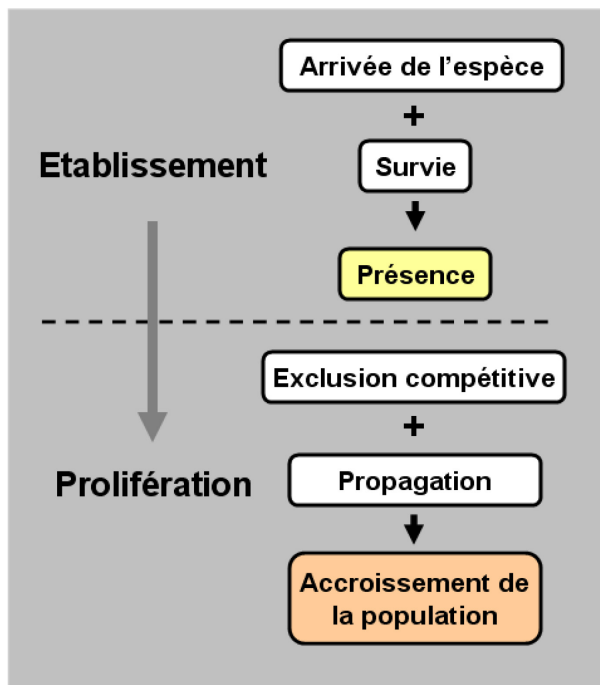 Arrivée de l'espèce
+
Etablissement
Survie
Présence
Exclusion compétitive
+
Prolifération
Propagation
Accroissement de
la population